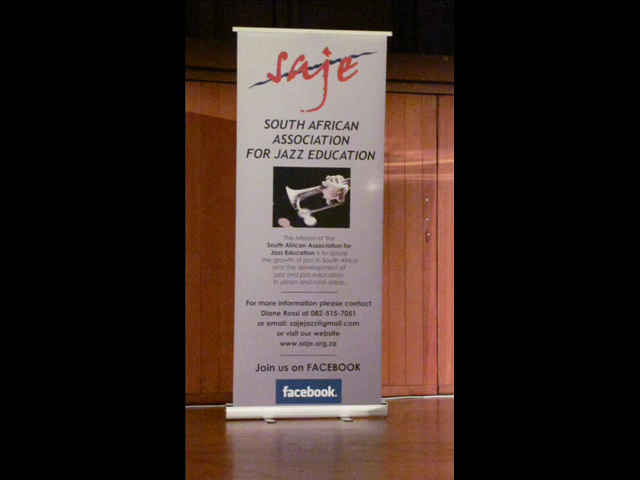 saje
SOUTH AFRICAN
ASSOCIATION
FOR JAZZ EDUCATION
The Mission of the
South African Association for
Jazz Education is to assure
the growth of jazz in South Africa
and the development of
jazz and jazz education,
in urban and rural areas.
For more information please contact
Diane Rossi at 082-515-7051
or email: sajejazz@gmail.com
or visit our website
www.saje.org.za
Join us on FACEBOOK
facebook.